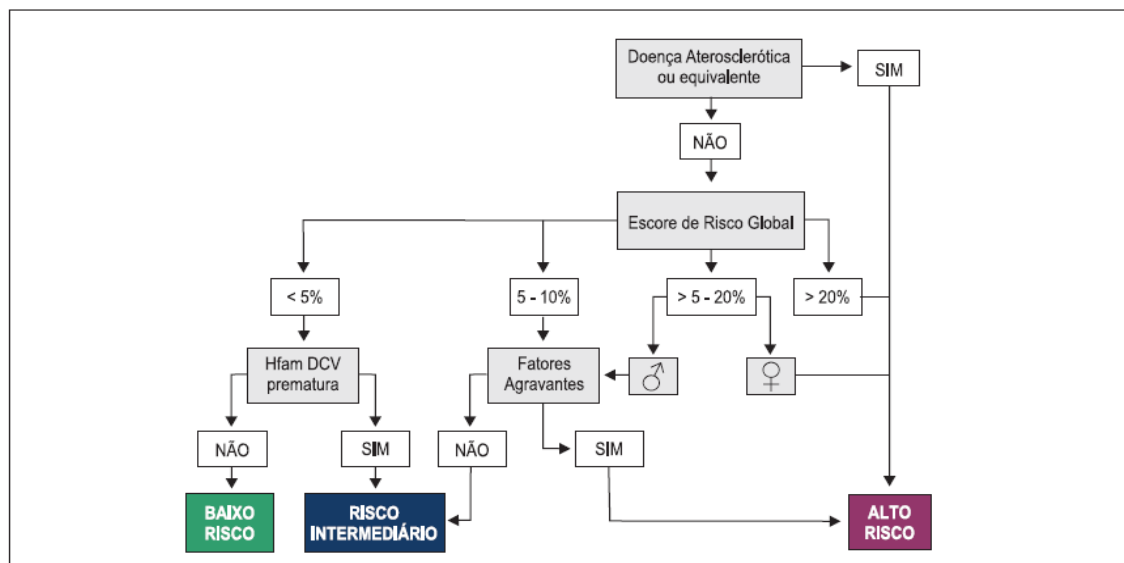 Doença Aterosclerótica
ou equivalente
SIM
NÃO
Escore de Risco Global
< 5%
5 - 10%
> 5 - 20%
> 20%
Hfam DCV
prematura
Fatores
Agravantes
♂
♀
NÃO
SIM
NÃO
SIM
BAIXO
RISCO
RISCO
INTERMEDIÁRIO
ALTO
RISCO